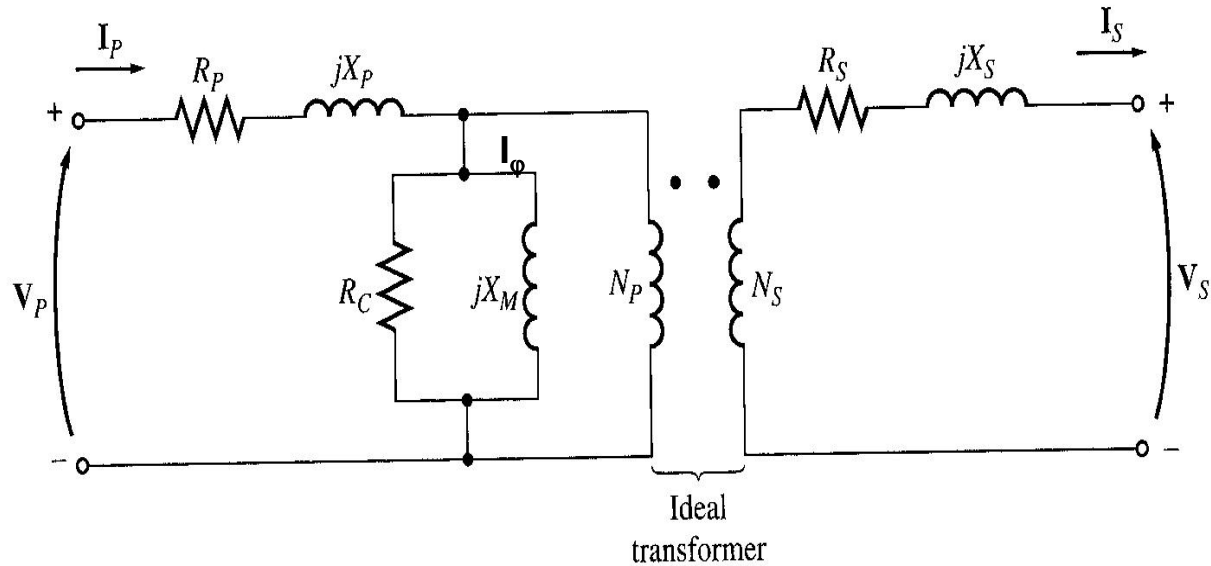 I_P
I_S
R_P
jX_P
R_S
jX_S
+
+
I_φ
V_P
R_C
jX_M
N_P
N_S
V_S
−
−
Ideal
transformer